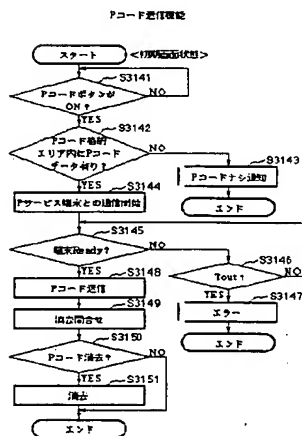 Pコード送信機能
スタート <初期画面状態>
S3141
Pコードボタンが
ON?
NO
YES
S3142
Pコード格納
エリア内にPコード
データ有り?
NO
YES
S3143
Pコードナシ通知
エンド
S3144
Pサービス端末との通信開始
S3145
端末Ready?
NO
YES
S3146
Tout?
NO
YES
S3147
エラー
エンド
S3148
Pコード送信
S3149
消去問合せ
S3150
Pコード消去?
NO
YES
S3151
消去
エンド